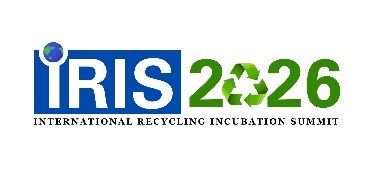 iRIS 2026
INTERNATIONAL RECYCLING INCUBATION SUMMIT